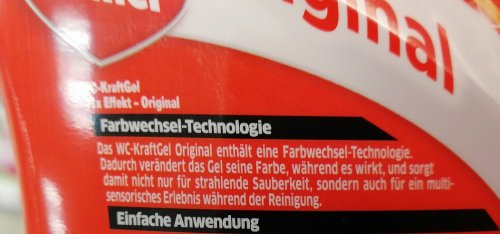 Original
WC-KraftGel
Effekt – Original
Farbwechsel-Technologie
Das WC-KraftGel Original enthält eine Farbwechsel-Technologie.
Dadurch verändert das Gel seine Farbe, während es wirkt, und sorgt
damit nicht nur für strahlende Sauberkeit, sondern auch für ein multi-
sensorisches Erlebnis während der Reinigung.
Einfache Anwendung